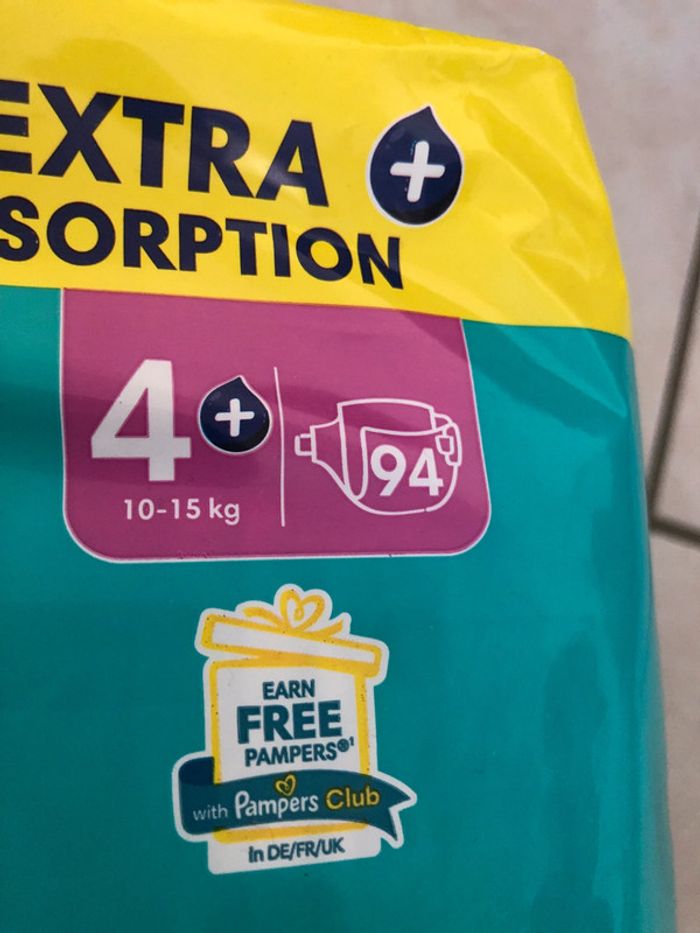 EXTRA
SORPTION
4+
10-15 kg
94
EARN
FREE
PAMPERS®¹
with Pampers Club
In DE/FR/UK